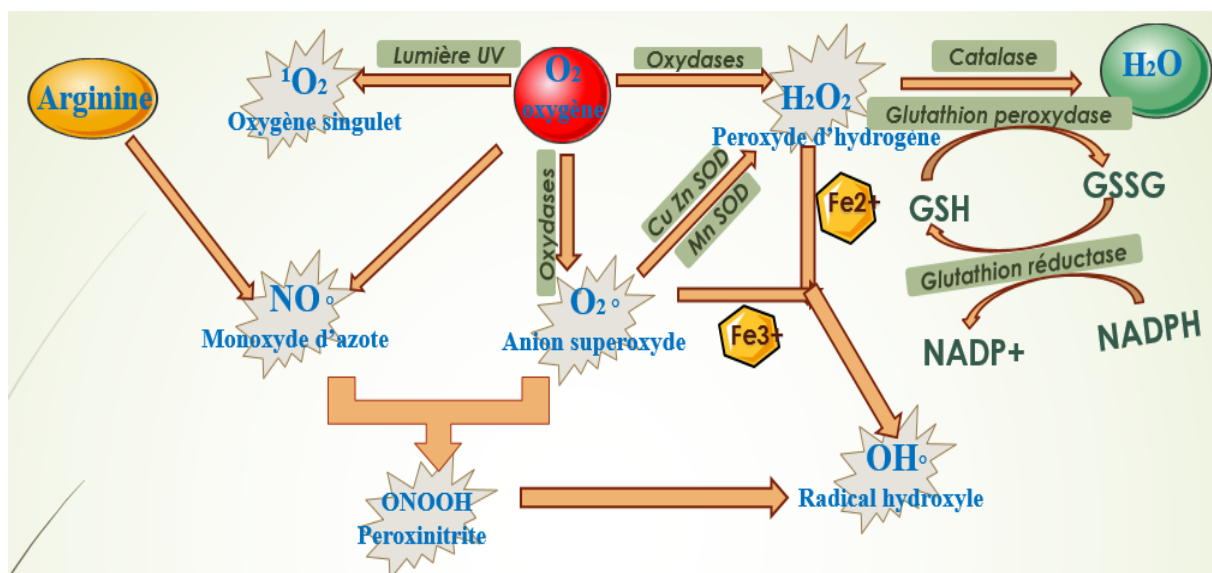 Lumière UV
O₂
Oxydases
Catalase
H₂O
Arginine
¹O₂
oxygène
H₂O₂
Oxygène singulet
Peroxyde d'hydrogène
Glutathion peroxydase
Oxydases
Cu Zn SOD
Mn SOD
Fe2+
GSH
GSSG
Glutathion réductase
NO°
Monoxyde d'azote
O₂°
Anion superoxyde
Fe3+
NADP+
NADPH
ONOOH
Peroxinitrite
OH°
Radical hydroxyle